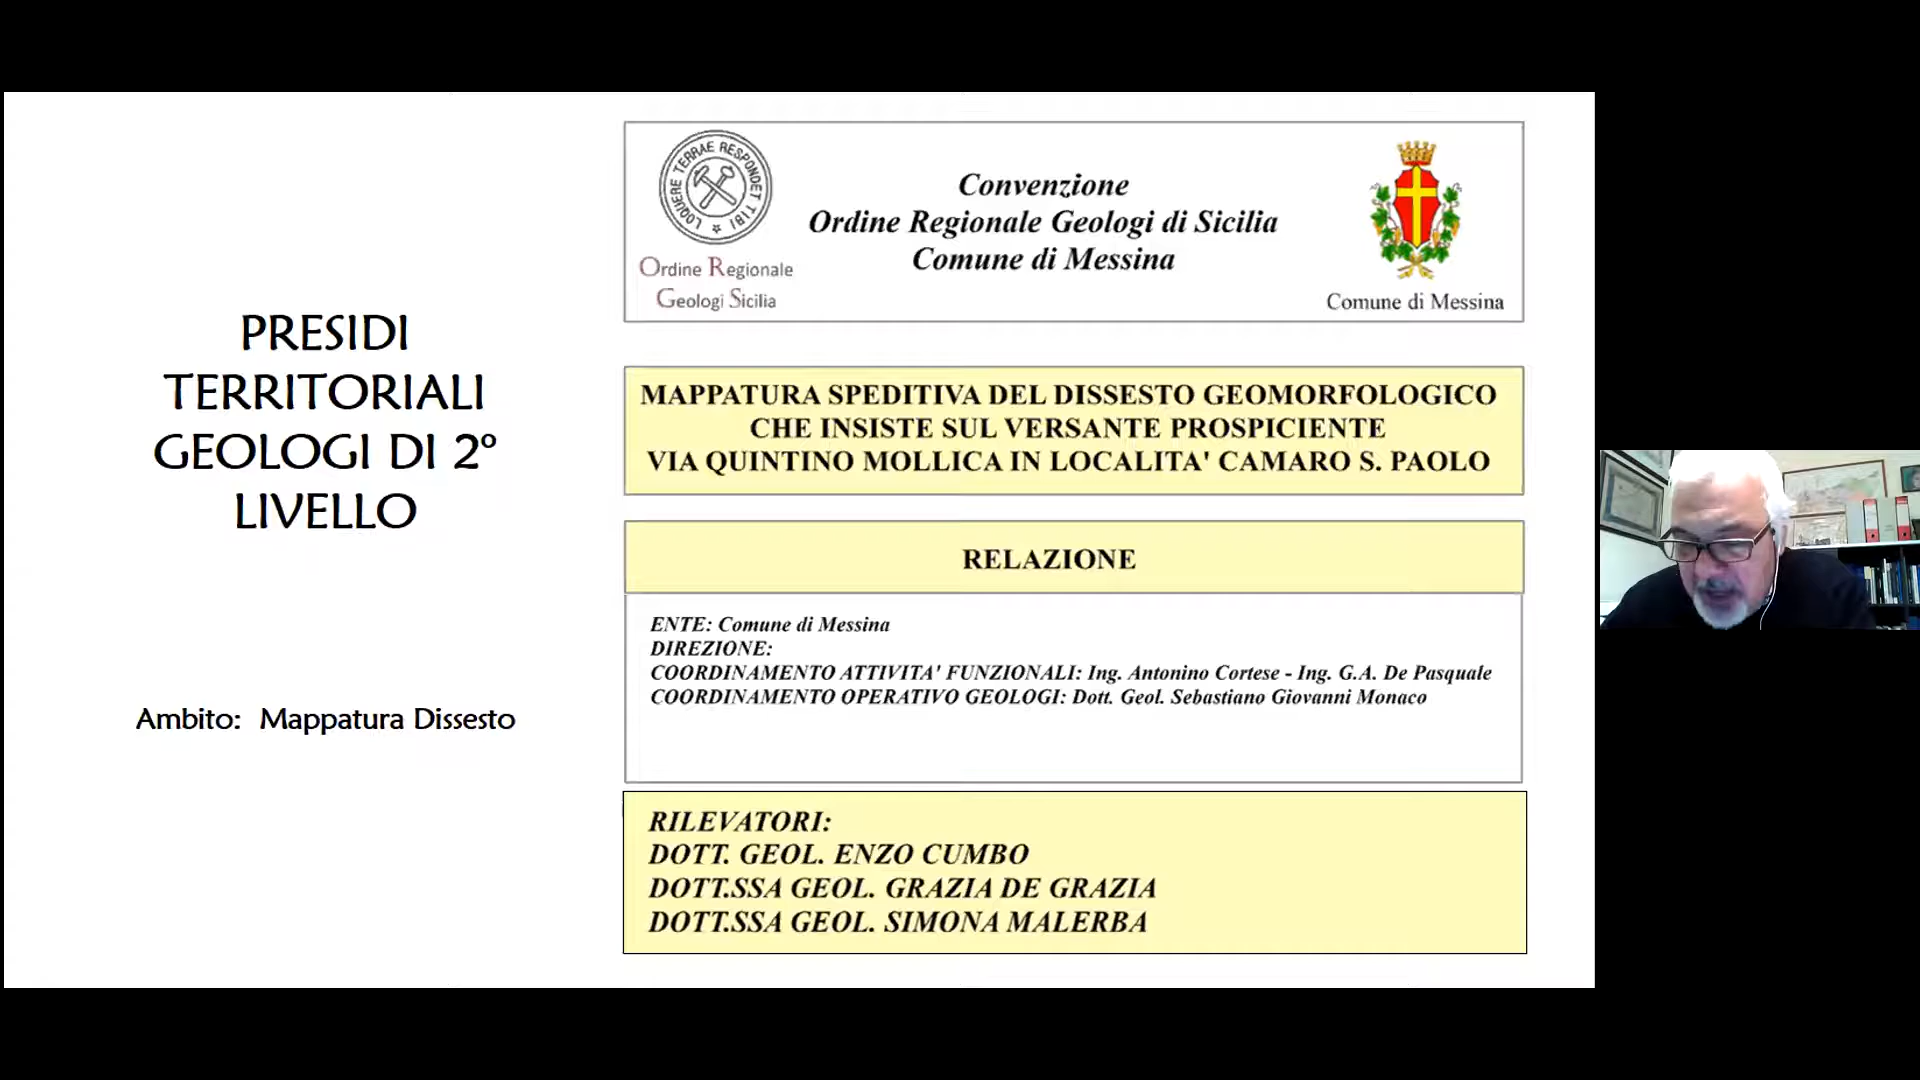 PRESIDI
TERRITORIALI
GEOLOGI DI 2°
LIVELLO
Ambito: Mappatura Dissesto
LOQUERE TERRAE RESPONDET TIBI
Ordine Regionale
Geologi Sicilia
Convenzione
Ordine Regionale Geologi di Sicilia
Comune di Messina
Comune di Messina
MAPPATURA SPEDITIVA DEL DISSESTO GEOMORFOLOGICO
CHE INSISTE SUL VERSANTE PROSPICIENTE
VIA QUINTINO MOLLICA IN LOCALITA' CAMARO S. PAOLO
RELAZIONE
ENTE: Comune di Messina
DIREZIONE:
COORDINAMENTO ATTIVITA' FUNZIONALI: Ing. Antonino Cortese - Ing. G.A. De Pasquale
COORDINAMENTO OPERATIVO GEOLOGI: Dott. Geol. Sebastiano Giovanni Monaco
RILEVATORI:
DOTT. GEOL. ENZO CUMBO
DOTT.SSA GEOL. GRAZIA DE GRAZIA
DOTT.SSA GEOL. SIMONA MALERBA